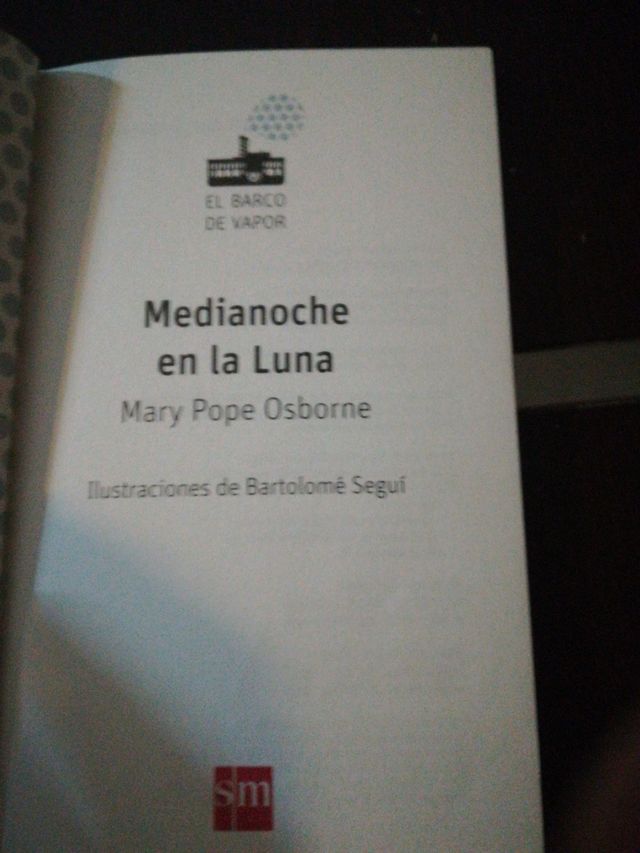 EL BARCO
DE VAPOR
Medianoche
en la Luna
Mary Pope Osborne
Ilustraciones de Bartolomé Seguí
sm